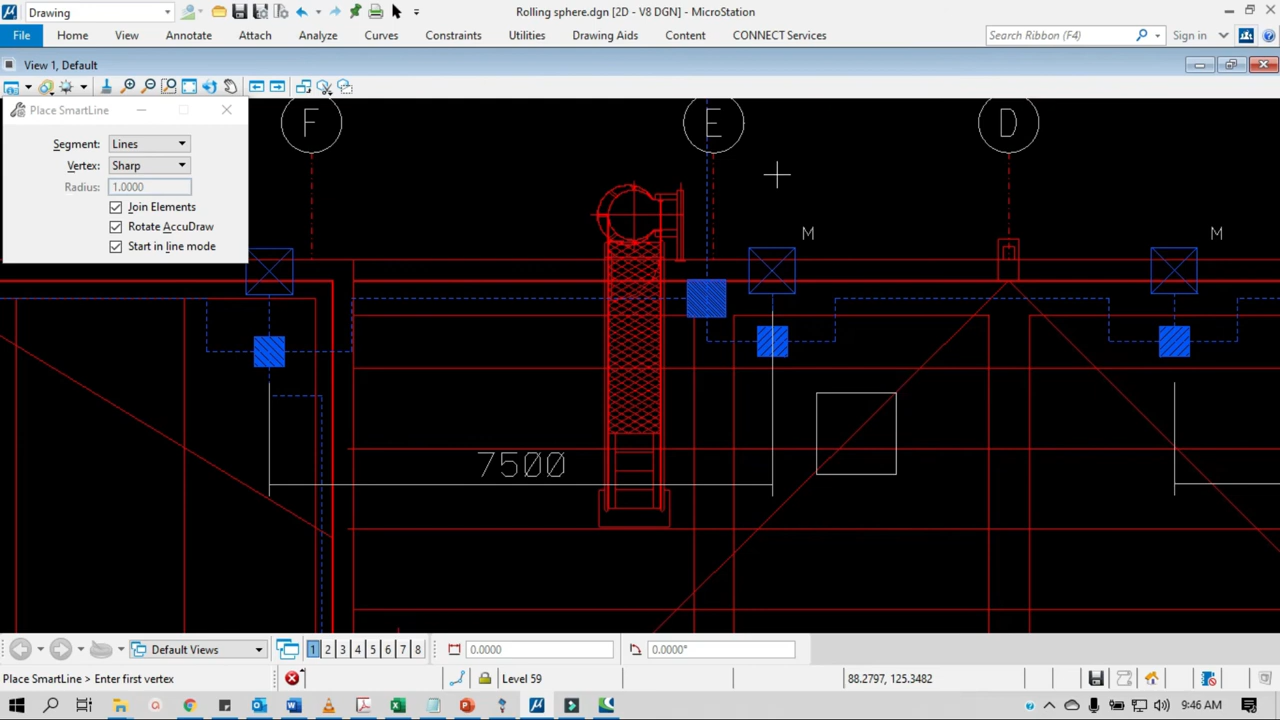 Drawing
Rolling sphere.dgn [2D - V8 DGN] - MicroStation
File Home View Annotate Attach Analyze Curves Constraints Utilities Drawing Aids Content CONNECT Services
Search Ribbon (F4)
Sign in
View 1, Default
Place SmartLine
Segment: Lines
Vertex: Sharp
Radius: 1.0000
Join Elements
Rotate AccuDraw
Start in line mode
F
E
D
M
M
7500
Default Views
1 2 3 4 5 6 7 8
0.0000
0.0000°
Place SmartLine > Enter first vertex
Level 59
88.2797, 125.3482
9:46 AM